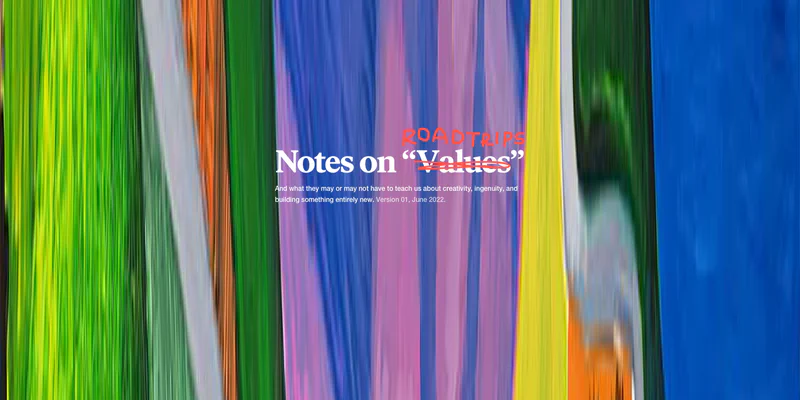 ROADTRIPS
Notes on “Values”
And what they may or may not have to teach us about creativity, ingenuity, and
building something entirely new. Version 01, June 2022.